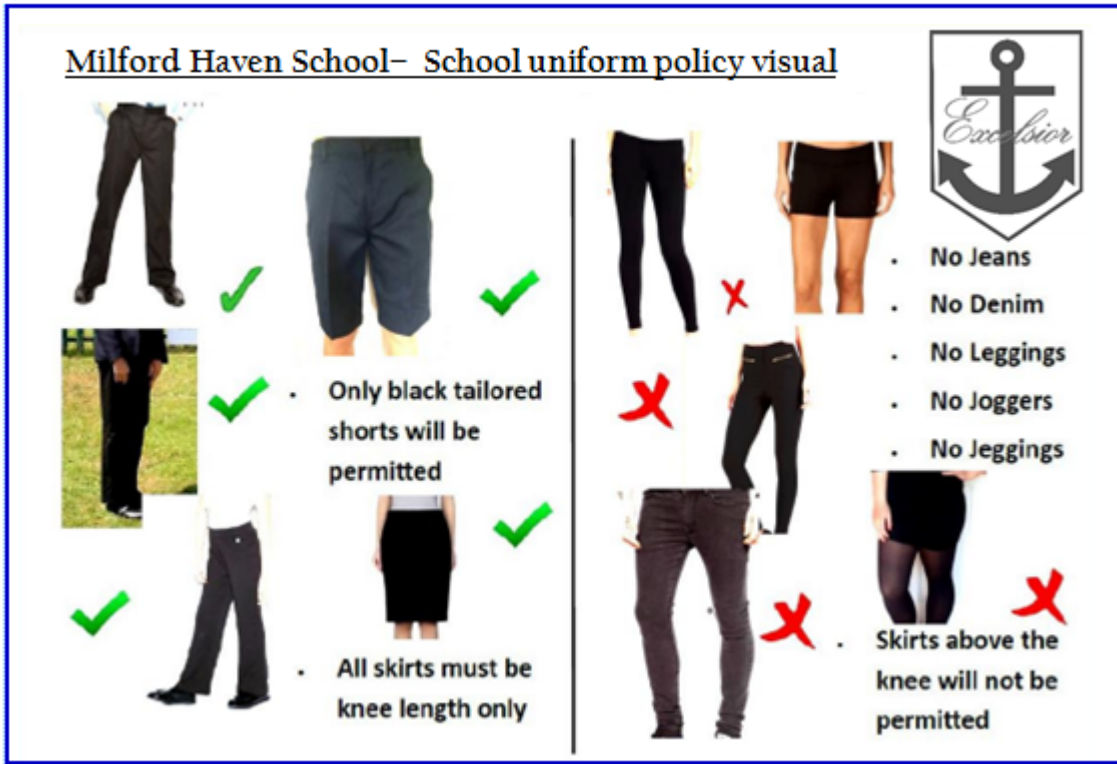 Milford Haven School– School uniform policy visual
Excelsior
• Only black tailored
shorts will be
permitted
• All skirts must be
knee length only
• No Jeans
• No Denim
• No Leggings
• No Joggers
• No Jeggings
• Skirts above the
knee will not be
permitted